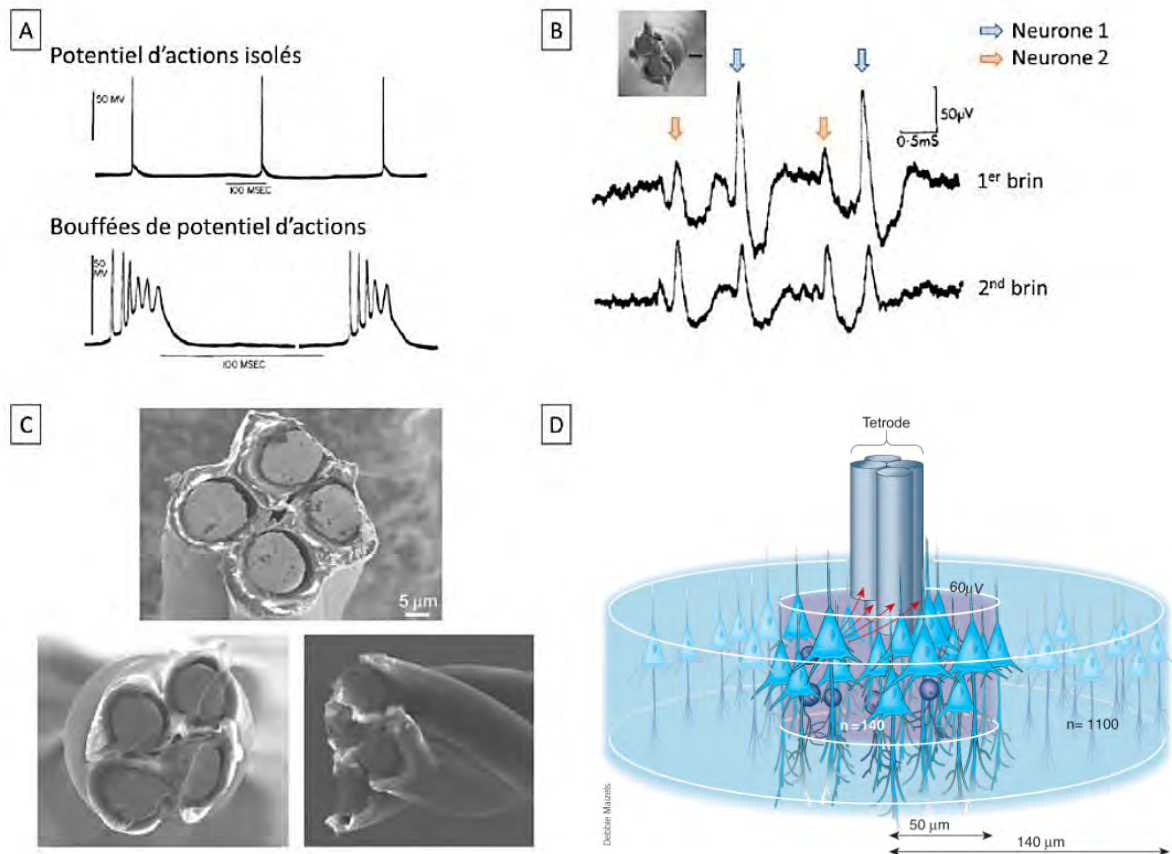 A
Potentiel d'actions isolés
50 MV
100 MSEC
Bouffées de potentiel d'actions
50
MV
100 MSEC
B
Neurone 1
Neurone 2
50µV
0·5mS
1er brin
2nd brin
C
5 µm
D
Tetrode
60µV
n=140
n= 1100
50 µm
140 µm
Debbie Maizels